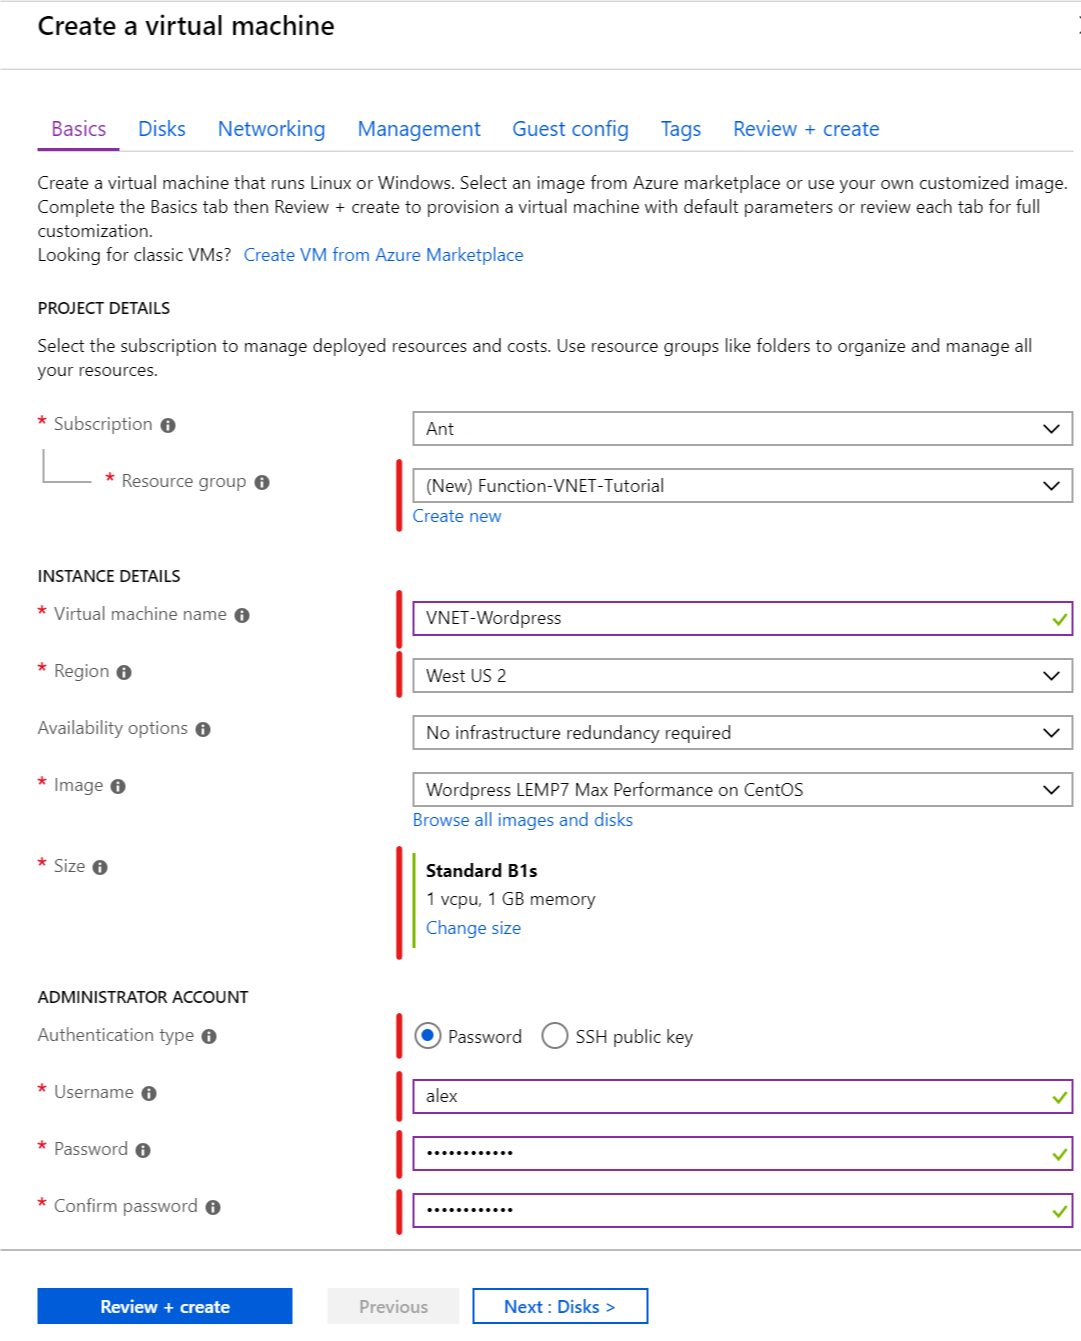 Create a virtual machine
Basics Disks Networking Management Guest config Tags Review + create
Create a virtual machine that runs Linux or Windows. Select an image from Azure marketplace or use your own customized image.
Complete the Basics tab then Review + create to provision a virtual machine with default parameters or review each tab for full
customization.
Looking for classic VMs? Create VM from Azure Marketplace
PROJECT DETAILS
Select the subscription to manage deployed resources and costs. Use resource groups like folders to organize and manage all
your resources.
* Subscription Ant
* Resource group (New) Function-VNET-Tutorial
Create new
INSTANCE DETAILS
* Virtual machine name VNET-Wordpress
* Region West US 2
Availability options No infrastructure redundancy required
* Image Wordpress LEMP7 Max Performance on CentOS
Browse all images and disks
* Size Standard B1s
1 vcpu, 1 GB memory
Change size
ADMINISTRATOR ACCOUNT
Authentication type Password SSH public key
* Username alex
* Password ••••••••••••
* Confirm password ••••••••••••
Review + create Previous Next : Disks >